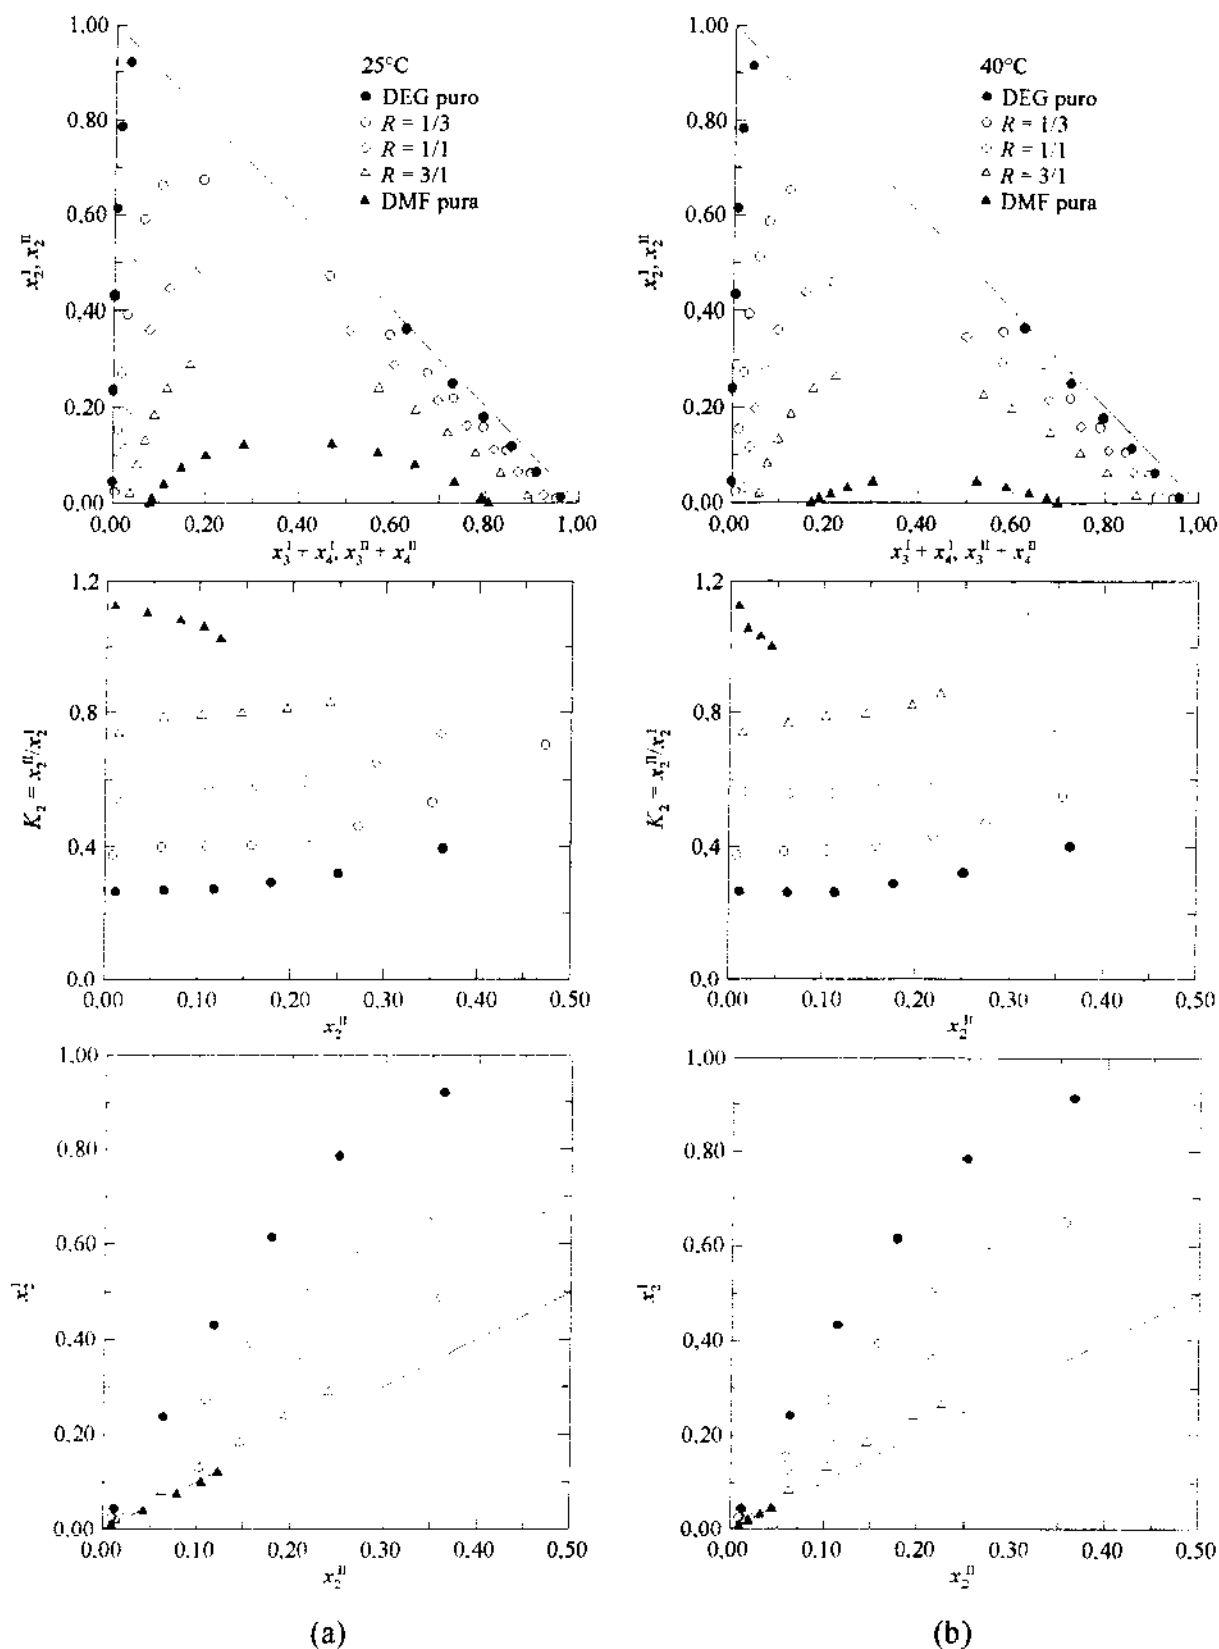 1,00
0,80
0,60
0,40
0,20
0,00
x₂ᴵ, x₂ᴵᴵ
25°C
● DEG puro
○ R = 1/3
◇ R = 1/1
△ R = 3/1
▲ DMF pura
0,00 0,20 0,40 0,60 0,80 1,00
x₃ᴵ + x₄ᴵ, x₃ᴵᴵ + x₄ᴵᴵ
1,2
0,8
0,4
0,0
K₂ = x₂ᴵᴵ/x₂ᴵ
0,00 0,10 0,20 0,30 0,40 0,50
x₂ᴵᴵ
1,00
0,80
0,60
0,40
0,20
0,00
x₂ᴵ
0,00 0,10 0,20 0,30 0,40 0,50
x₂ᴵᴵ
(a)
1,00
0,80
0,60
0,40
0,20
0,00
x₂ᴵ, x₂ᴵᴵ
40°C
● DEG puro
○ R = 1/3
◇ R = 1/1
△ R = 3/1
▲ DMF pura
0,00 0,20 0,40 0,60 0,80 1,00
x₃ᴵ + x₄ᴵ, x₃ᴵᴵ + x₄ᴵᴵ
1,2
0,8
0,4
0,0
K₂ = x₂ᴵᴵ/x₂ᴵ
0,00 0,10 0,20 0,30 0,40 0,50
x₂ᴵᴵ
1,00
0,80
0,60
0,40
0,20
0,00
x₂ᴵ
0,00 0,10 0,20 0,30 0,40 0,50
x₂ᴵᴵ
(b)